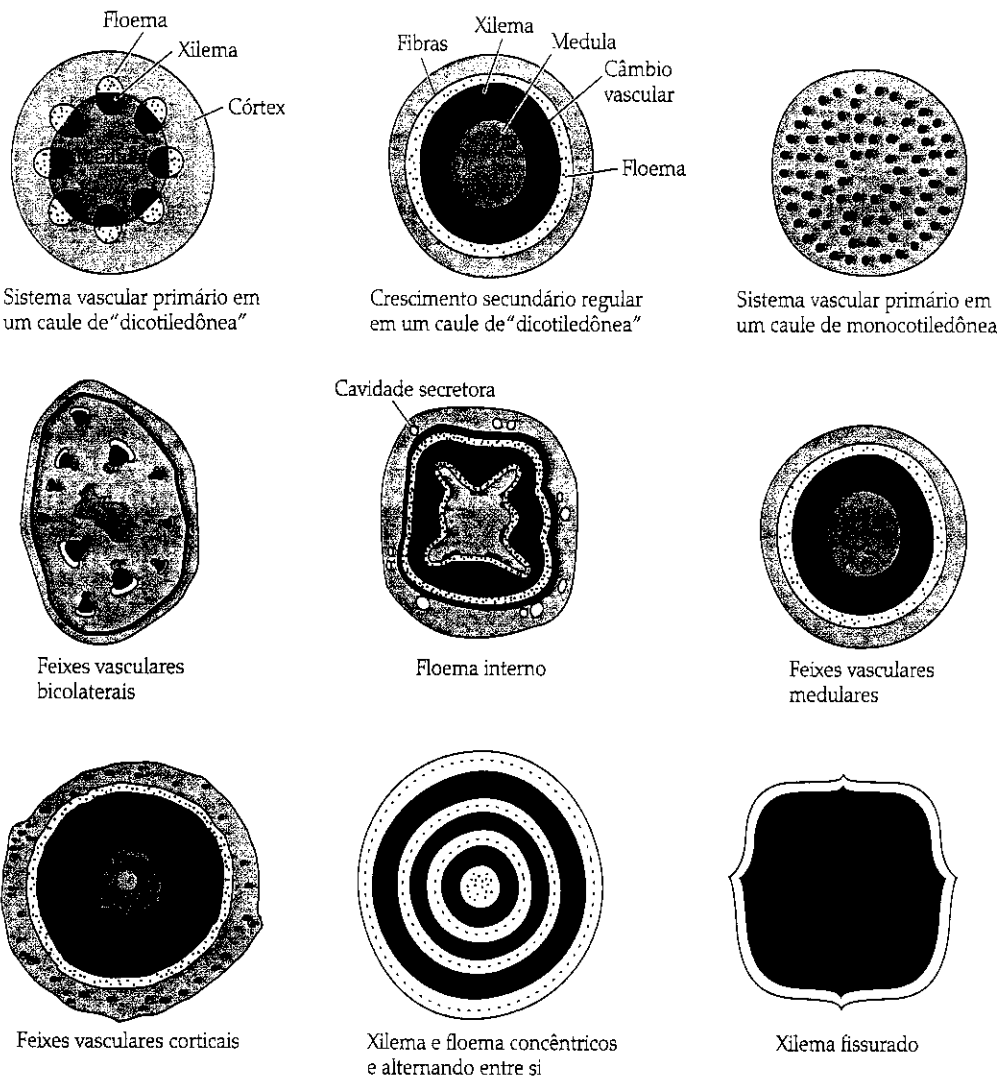 Floema
Xilema
Córtex
Sistema vascular primário em
um caule de "dicotiledônea"
Fibras
Xilema
Medula
Câmbio
vascular
Floema
Crescimento secundário regular
em um caule de "dicotiledônea"
Sistema vascular primário em
um caule de monocotiledônea
Feixes vasculares
bicolaterais
Cavidade secretora
Floema interno
Feixes vasculares
medulares
Feixes vasculares corticais
Xilema e floema concêntricos
e alternando entre si
Xilema fissurado